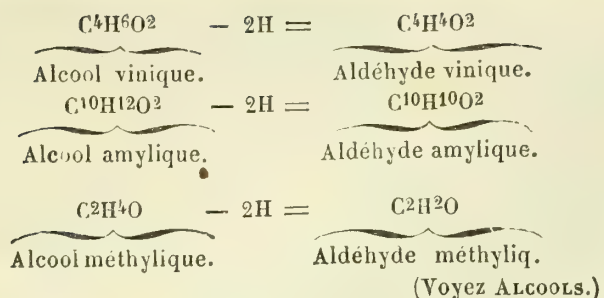 C⁴H⁶O² — 2H = C⁴H⁴O²
Alcool vinique. Aldéhyde vinique.
C¹⁰H¹²O² — 2H = C¹⁰H¹⁰O²
Alcool amylique. Aldéhyde amylique.
C²H⁴O — 2H = C²H²O
Alcool méthylique. Aldéhyde méthyliq.
(Voyez ALCOOLS.)